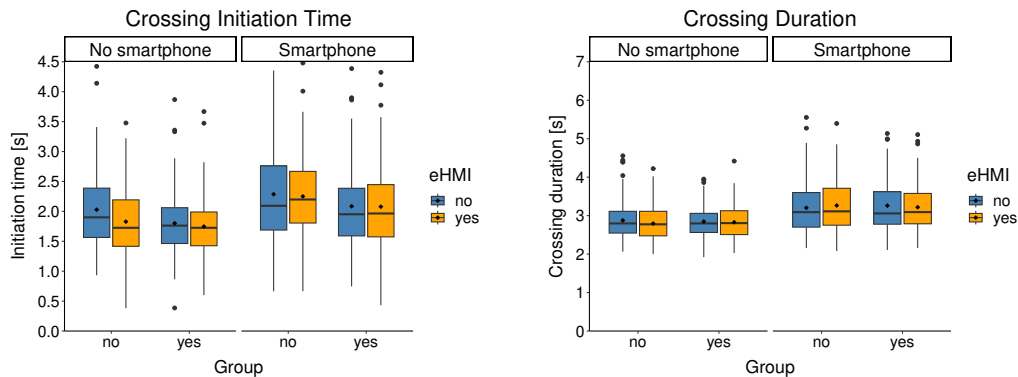 Crossing Initiation Time
No smartphone
Smartphone
4.5
4.0
3.5
3.0
2.5
2.0
1.5
1.0
0.5
0.0
Initiation time [s]
no
yes
no
yes
Group
eHMI
no
yes
Crossing Duration
No smartphone
Smartphone
7
6
5
4
3
2
1
0
Crossing duration [s]
no
yes
no
yes
Group
eHMI
no
yes